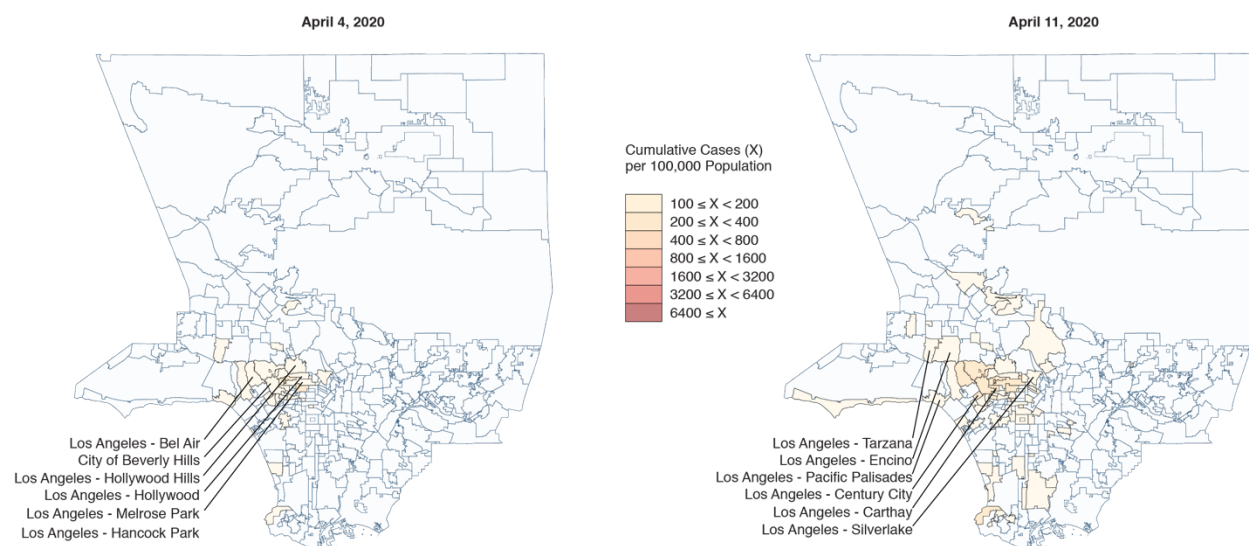 April 4, 2020
April 11, 2020
Cumulative Cases (X)
per 100,000 Population
100 ≤ X < 200
200 ≤ X < 400
400 ≤ X < 800
800 ≤ X < 1600
1600 ≤ X < 3200
3200 ≤ X < 6400
6400 ≤ X
Los Angeles - Bel Air
City of Beverly Hills
Los Angeles - Hollywood Hills
Los Angeles - Hollywood
Los Angeles - Melrose Park
Los Angeles - Hancock Park
Los Angeles - Tarzana
Los Angeles - Encino
Los Angeles - Pacific Palisades
Los Angeles - Century City
Los Angeles - Carthay
Los Angeles - Silverlake